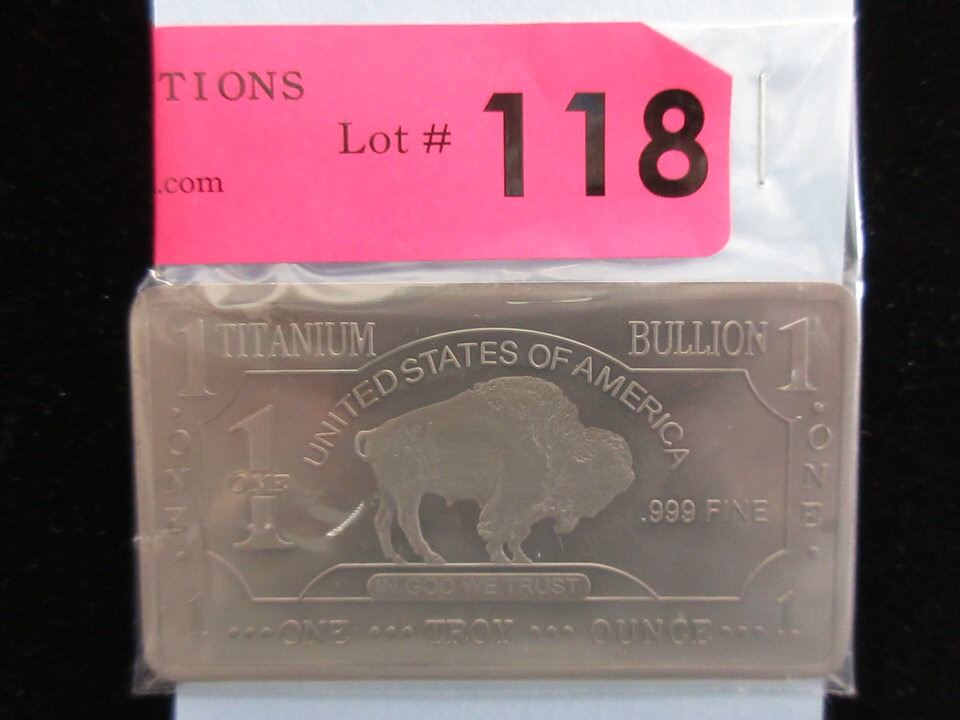 TIONS
Lot # 118
.com
1 TITANIUM BULLION 1
UNITED STATES OF AMERICA
1
ONE
·ONE·
·ONE·
.999 FINE
IN GOD WE TRUST
1 ···ONE ··· TROY ··· OUNCE··· 1